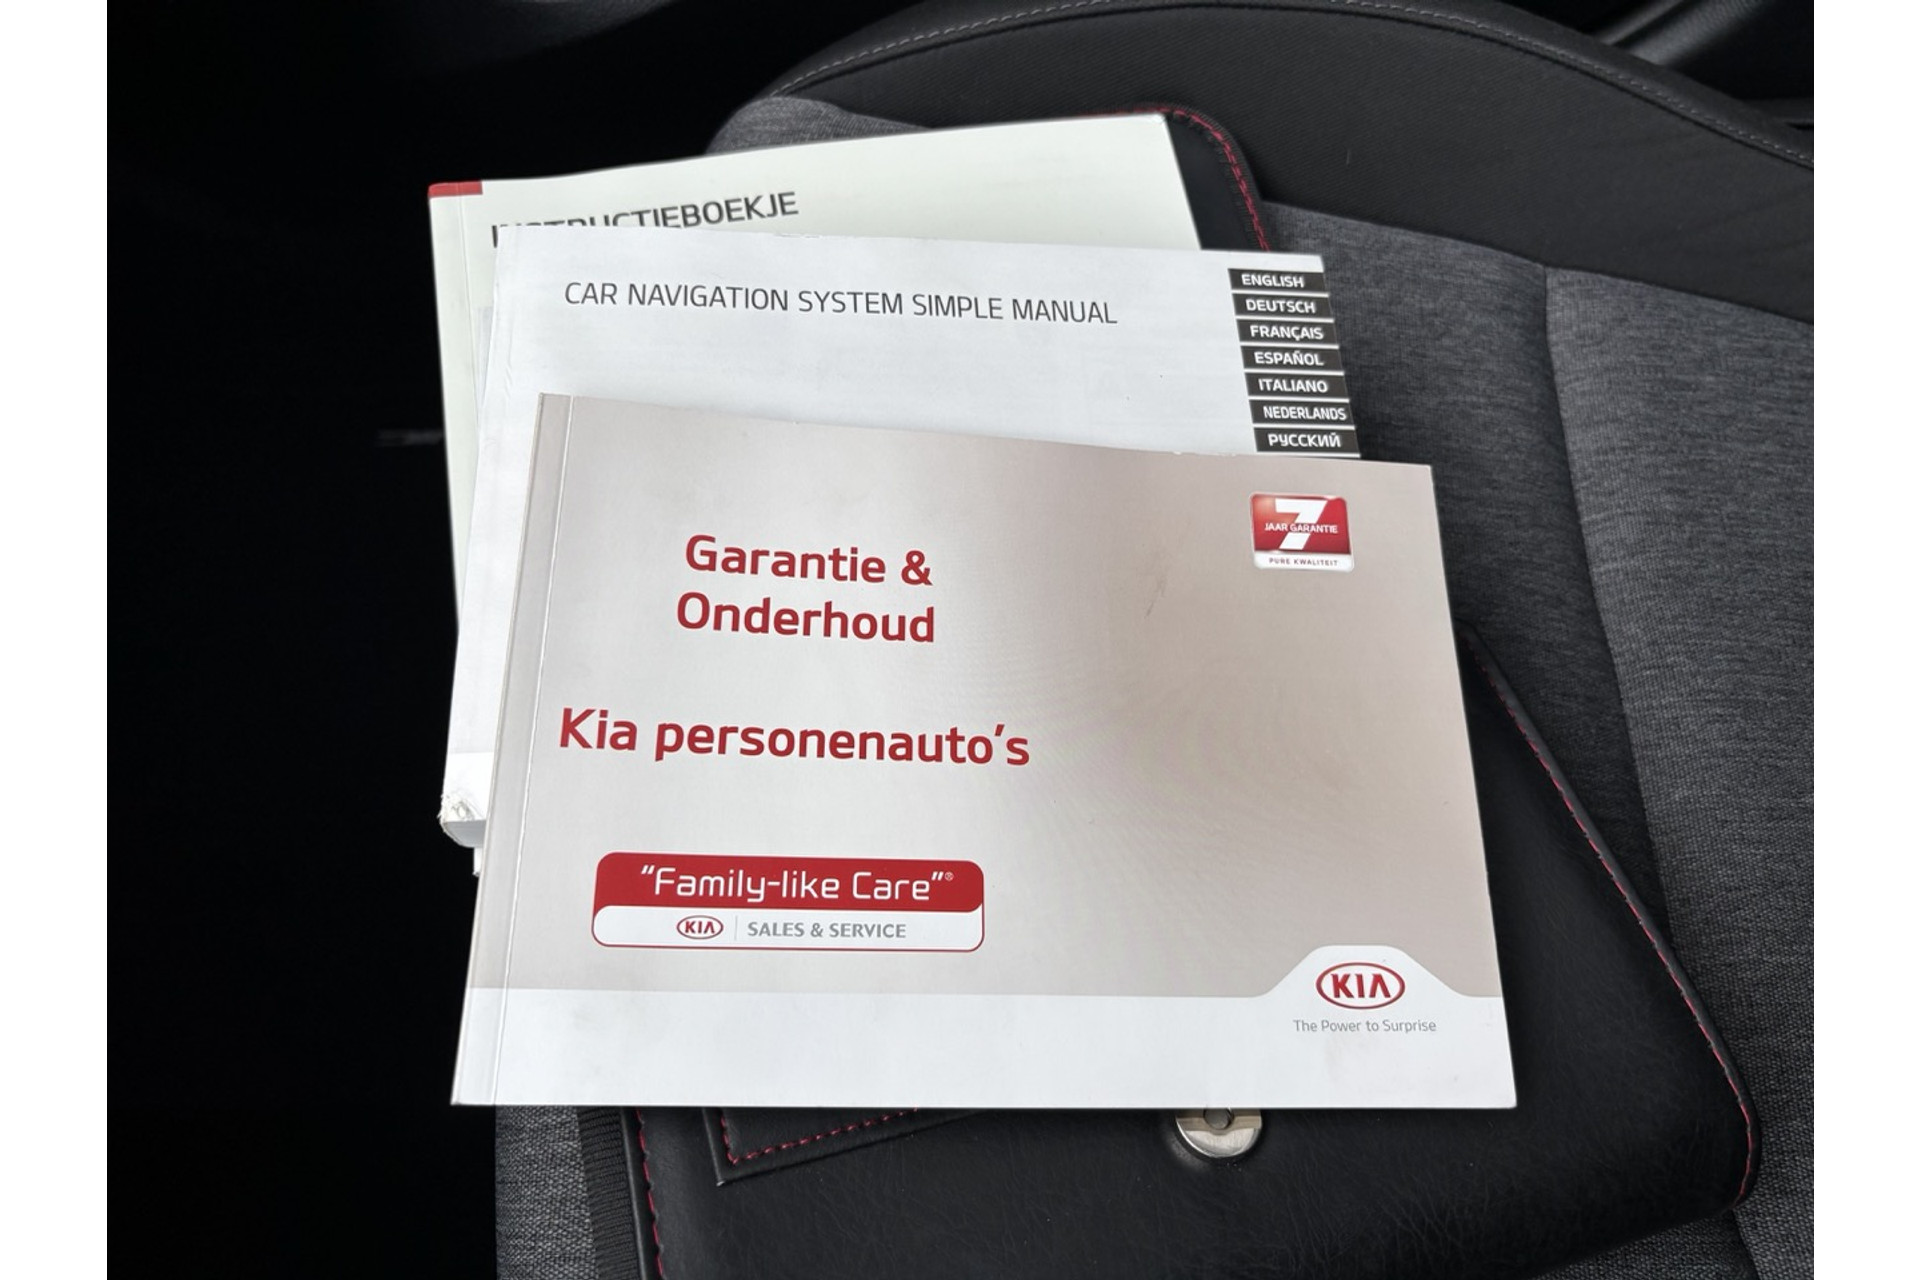 INSTRUCTIEBOEKJE
CAR NAVIGATION SYSTEM SIMPLE MANUAL
ENGLISH
DEUTSCH
FRANÇAIS
ESPAÑOL
ITALIANO
NEDERLANDS
РУССКИЙ
7
JAAR GARANTIE
PURE KWALITEIT
Garantie &
Onderhoud
Kia personenauto's
"Family-like Care"®
KIA | SALES & SERVICE
KIA
The Power to Surprise